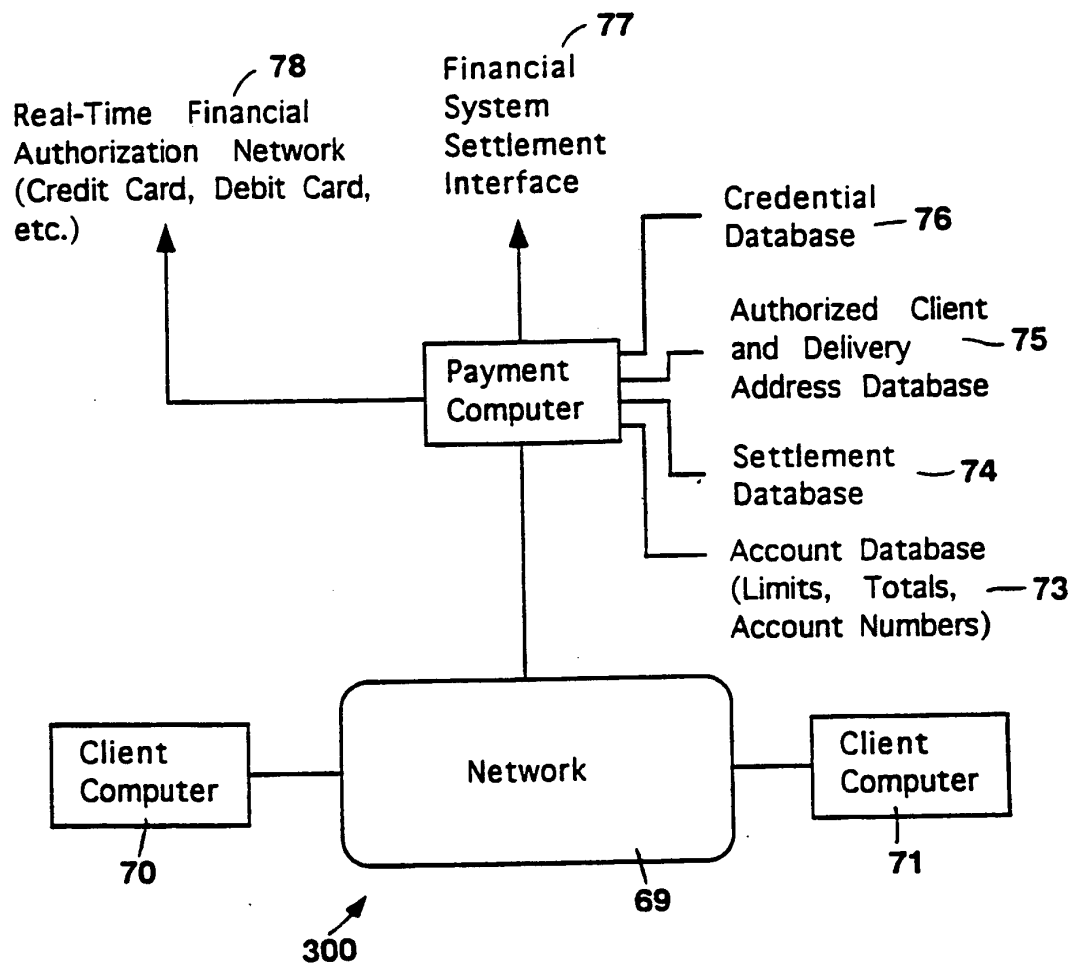 77
78
Financial
System
Settlement
Interface
Real-Time Financial
Authorization Network
(Credit Card, Debit Card,
etc.)
Credential
Database
76
Authorized Client
and Delivery
Address Database
75
Payment
Computer
Settlement
Database
74
Account Database
(Limits, Totals,
Account Numbers)
73
Client
Computer
70
Network
69
Client
Computer
71
300